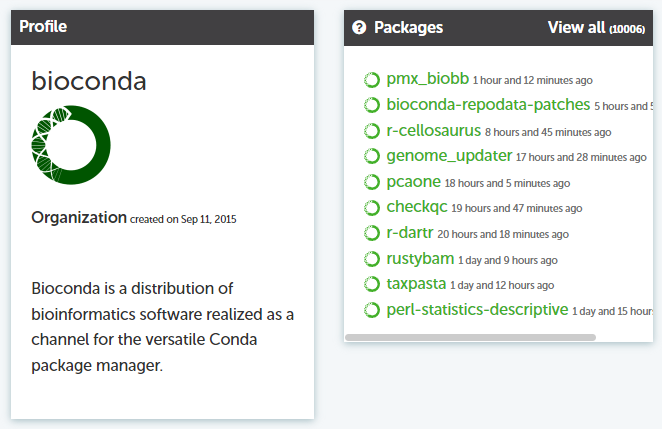 Profile
bioconda
Organization created on Sep 11, 2015
Bioconda is a distribution of
bioinformatics software realized as a
channel for the versatile Conda
package manager.
Packages View all (10006)
pmx_biobb 1 hour and 12 minutes ago
bioconda-repodata-patches 5 hours and 5
r-cellosaurus 8 hours and 45 minutes ago
genome_updater 17 hours and 28 minutes ago
pcaone 18 hours and 5 minutes ago
checkqc 19 hours and 47 minutes ago
r-dartr 20 hours and 18 minutes ago
rustybam 1 day and 9 hours ago
taxpasta 1 day and 12 hours ago
perl-statistics-descriptive 1 day and 15 hours